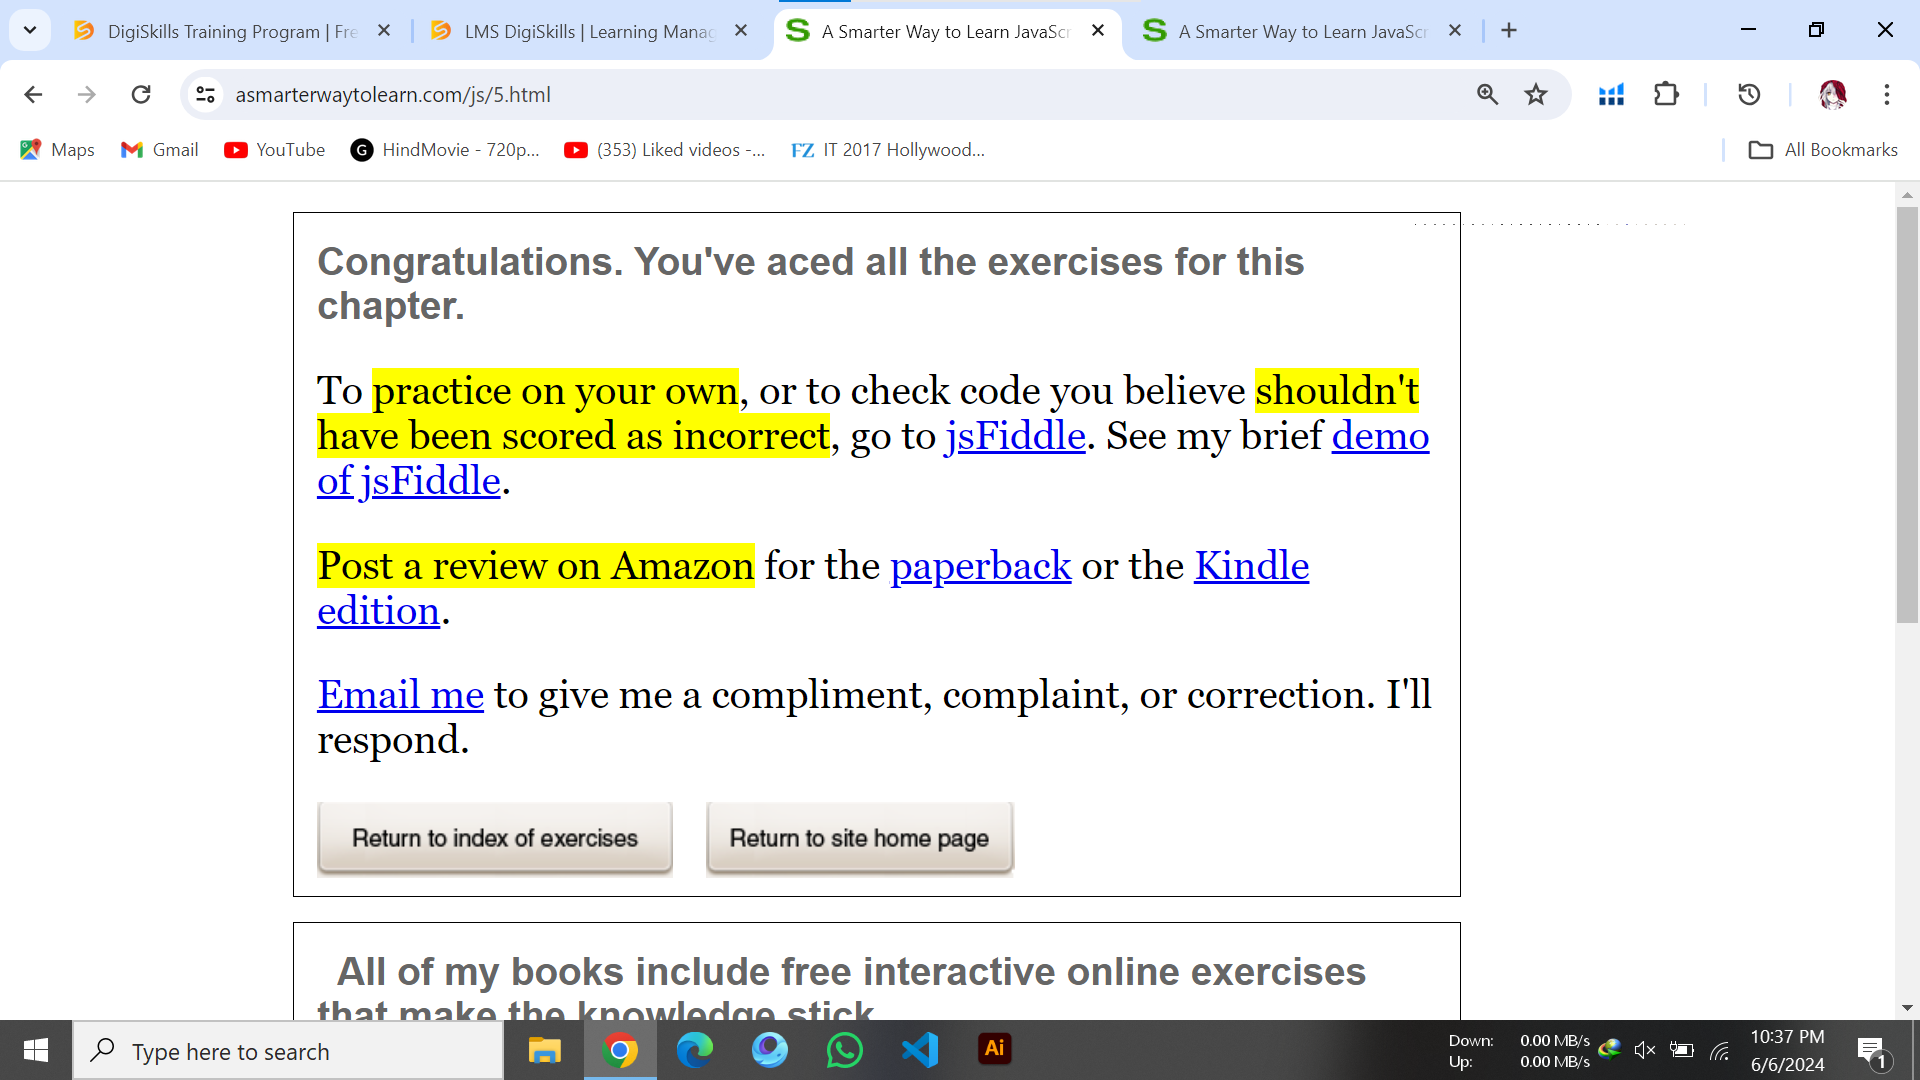 DigiSkills Training Program | Fre
LMS DigiSkills | Learning Manag
A Smarter Way to Learn JavaScr
A Smarter Way to Learn JavaScr
asmarterwaytolearn.com/js/5.html
Maps
Gmail
YouTube
G
HindMovie - 720p...
(353) Liked videos -...
FZ
IT 2017 Hollywood...
All Bookmarks
Congratulations. You've aced all the exercises for this
chapter.
To practice on your own, or to check code you believe shouldn't
have been scored as incorrect, go to jsFiddle. See my brief demo
of jsFiddle.
Post a review on Amazon for the paperback or the Kindle
edition.
Email me to give me a compliment, complaint, or correction. I'll
respond.
Return to index of exercises
Return to site home page
All of my books include free interactive online exercises
that make the knowledge stick
Type here to search
Ai
Down: 0.00 MB/s
Up: 0.00 MB/s
10:37 PM
6/6/2024
1